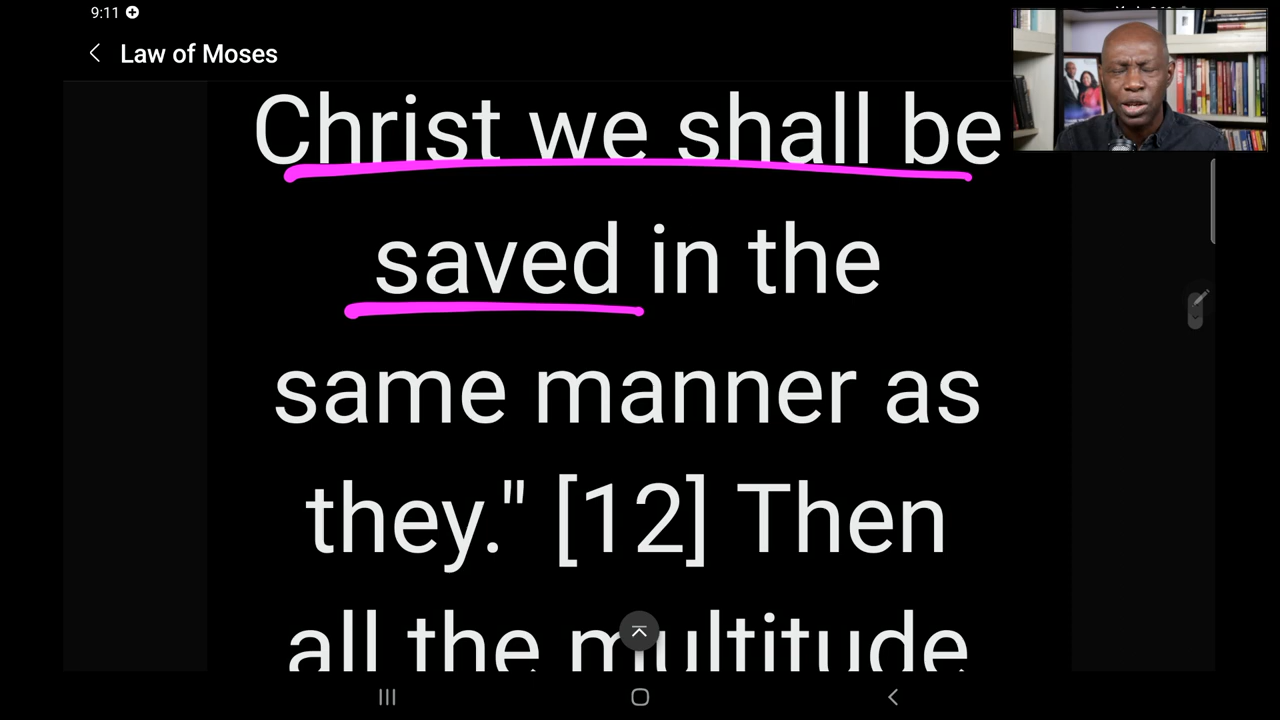 9:11
Law of Moses
Christ we shall be
saved in the
same manner as
they." [12] Then
all the multitude